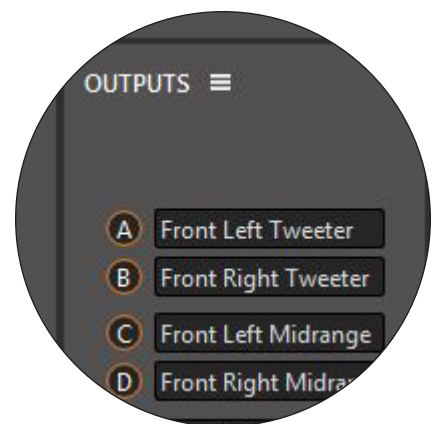 OUTPUTS
A Front Left Tweeter
B Front Right Tweeter
C Front Left Midrange
D Front Right